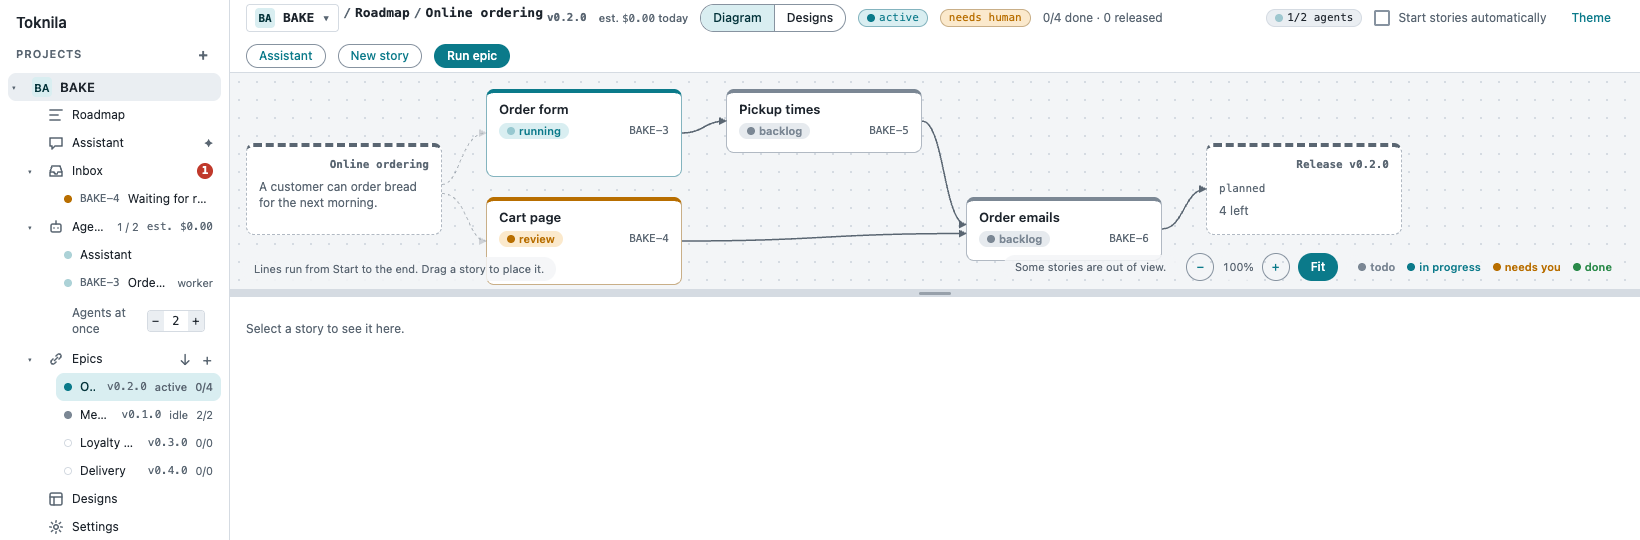 Toknila
PROJECTS +
BA BAKE
Roadmap
Assistant
Inbox 1
BAKE-4 Waiting for r...
Age... 1/2 est. $0.00
Assistant
BAKE-3 Orde... worker
Agents at once − 2 +
Epics ↓ +
O.. v0.2.0 active 0/4
Me... v0.1.0 idle 2/2
Loyalty ... v0.3.0 0/0
Delivery v0.4.0 0/0
Designs
Settings
BA BAKE ▾ / Roadmap / Online ordering v0.2.0 est. $0.00 today Diagram Designs active needs human 0/4 done · 0 released 1/2 agents Start stories automatically Theme
Assistant New story Run epic
Online ordering
A customer can order bread
for the next morning.
Order form
running BAKE-3
Cart page
review BAKE-4
Pickup times
backlog BAKE-5
Order emails
backlog BAKE-6
Release v0.2.0
planned
4 left
Lines run from Start to the end. Drag a story to place it.
Some stories are out of view. − 100% + Fit todo in progress needs you done
Select a story to see it here.